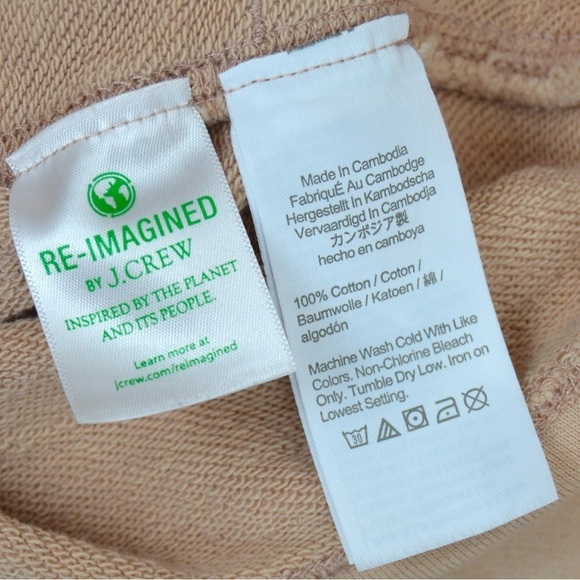 RE-IMAGINED
BY J.CREW
INSPIRED BY THE PLANET
AND ITS PEOPLE.
Learn more at
jcrew.com/reimagined
Made In Cambodia
FabriquÉ Au Cambodge
Hergestellt In Kambodscha
Vervaardigd In Cambodja
カンボジア製
hecho en camboya
100% Cotton / Coton /
Baumwolle / Katoen / 綿 /
algodón
Machine Wash Cold With Like
Colors. Non-Chlorine Bleach
Only. Tumble Dry Low. Iron on
Lowest Setting.
30